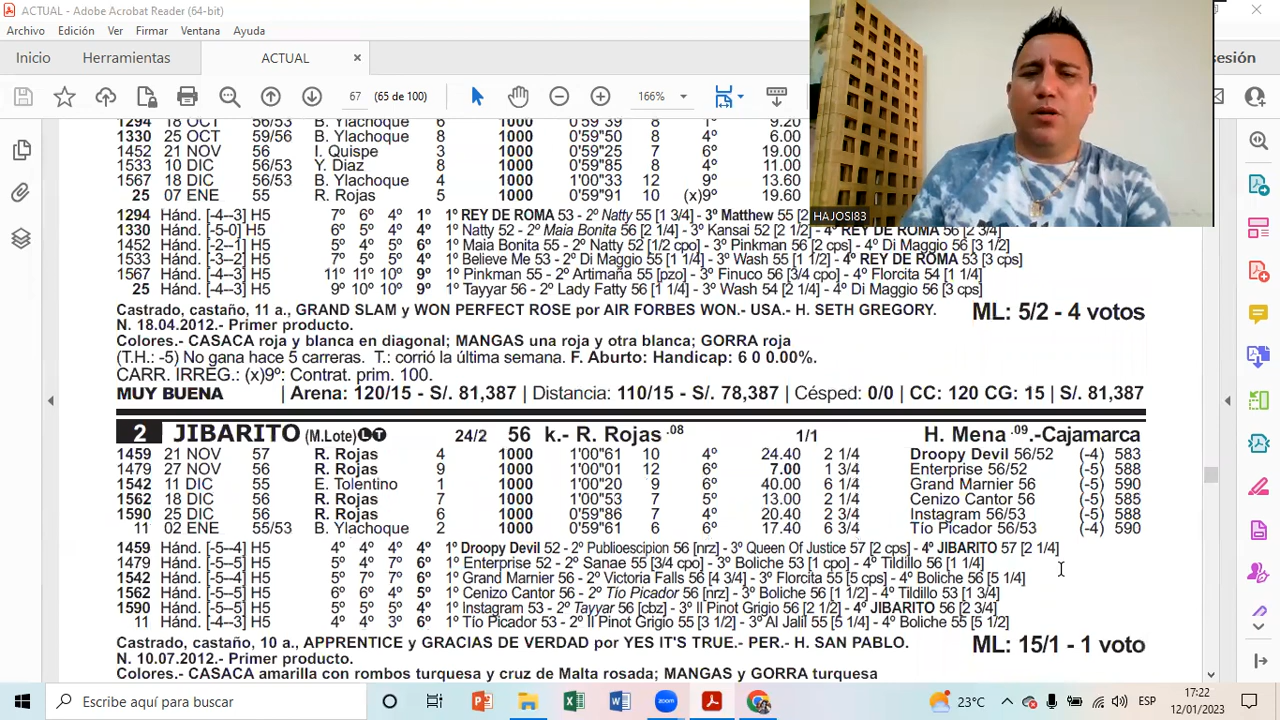 ACTUAL - Adobe Acrobat Reader (64-bit)
Archivo Edición Ver Firmar Ventana Ayuda
Inicio Herramientas ACTUAL × sesión
67 (65 de 100) 166%
1294 18 OCT 56/53 B. Ylachoque 6 1000 0'59"39 8 1º 9.20
1330 25 OCT 59/56 B. Ylachoque 6 1000 0'59"50 8 4º 6.00
1452 21 NOV 56 I. Quispe 3 1000 0'59"25 7 6º 19.00
1533 10 DIC 56/53 Y. Diaz 8 1000 0'59"85 8 4º 11.00
1567 18 DIC 56/53 B. Ylachoque 4 1000 1'00"33 12 9º 13.60
25 07 ENE 55 R. Rojas 5 1000 0'59"91 10 (x)9º 19.60
1294 Hánd. [-4--3] H5 7º 6º 4º 1º 1º REY DE ROMA 53 - 2º Natty 55 [1 3/4] - 3º Matthew 55 [2
1330 Hánd. [-5-0] H5 6º 5º 4º 4º 1º Natty 52 - 2º Maia Bonita 56 [2 1/4] - 3º Kansai 52 [2 1/2] - 4º REY DE ROMA 56 [2 3/4]
1452 Hánd. [-2--1] H5 5º 4º 5º 6º 1º Maia Bonita 55 - 2º Natty 52 [1/2 cpo] - 3º Pinkman 56 [2 cps] - 4º Di Maggio 56 [3 1/2]
1533 Hánd. [-3--2] H5 7º 5º 5º 4º 1º Believe Me 53 - 2º Di Maggio 55 [1 1/4] - 3º Wash 55 [1 1/2] - 4º REY DE ROMA 53 [3 cps]
1567 Hánd. [-4--3] H5 11º 11º 10º 9º 1º Pinkman 55 - 2º Artimaña 55 [pzo] - 3º Finuco 56 [3/4 cpo] - 4º Florcita 54 [1 1/4]
25 Hánd. [-4--3] H5 9º 10º 10º 9º 1º Tayyar 56 - 2º Lady Fatty 56 [1 1/4] - 3º Wash 54 [2 1/4] - 4º Di Maggio 56 [3 cps]
Castrado, castaño, 11 a., GRAND SLAM y WON PERFECT ROSE por AIR FORBES WON.- USA.- H. SETH GREGORY. ML: 5/2 - 4 votos
N. 18.04.2012.- Primer producto.
Colores.- CASACA roja y blanca en diagonal; MANGAS una roja y otra blanca; GORRA roja
(T.H.: -5) No gana hace 5 carreras. T.: corrió la última semana. F. Aburto: Handicap: 6 0 0.00%.
CARR. IRREG.: (x)9º: Contrat. prim. 100.
MUY BUENA | Arena: 120/15 - S/. 81,387 | Distancia: 110/15 - S/. 78,387 | Césped: 0/0 | CC: 120 CG: 15 | S/. 81,387
2 JIBARITO (M.Lote) L T 24/2 56 k.- R. Rojas .08 1/1 H. Mena .09.-Cajamarca
1459 21 NOV 57 R. Rojas 4 1000 1'00"61 10 4º 24.40 2 1/4 Droopy Devil 56/52 (-4) 583
1479 27 NOV 56 R. Rojas 9 1000 1'00"01 12 6º 7.00 1 3/4 Enterprise 56/52 (-5) 588
1542 11 DIC 55 E. Tolentino 1 1000 1'00"20 9 6º 40.00 6 1/4 Grand Marnier 56 (-5) 590
1562 18 DIC 56 R. Rojas 7 1000 1'00"53 7 5º 13.00 2 1/4 Cenizo Cantor 56 (-5) 585
1590 25 DIC 56 R. Rojas 6 1000 0'59"86 7 4º 20.40 2 3/4 Instagram 56/53 (-5) 588
11 02 ENE 55/53 B. Ylachoque 2 1000 0'59"61 6 6º 17.40 6 3/4 Tío Picador 56/53 (-4) 590
1459 Hánd. [-5--4] H5 4º 4º 4º 4º 1º Droopy Devil 52 - 2º Publioescipion 56 [nrz] - 3º Queen Of Justice 57 [2 cps] - 4º JIBARITO 57 [2 1/4]
1479 Hánd. [-5--4] H5 5º 4º 7º 6º 1º Enterprise 52 - 2º Sanae 55 [3/4 cpo] - 3º Boliche 53 [1 cpo] - 4º Tildillo 56 [1 1/4]
1542 Hánd. [-5--4] H5 5º 7º 7º 6º 1º Grand Marnier 56 - 2º Victoria Falls 56 [4 3/4] - 3º Florcita 55 [5 cps] - 4º Boliche 56 [5 1/4]
1562 Hánd. [-5--5] H5 6º 6º 4º 5º 1º Cenizo Cantor 56 - 2º Tío Picador 56 [nrz] - 3º Boliche 56 [1 1/2] - 4º Tildillo 53 [1 3/4]
1590 Hánd. [-5--5] H5 5º 5º 5º 4º 1º Instagram 53 - 2º Tayyar 56 [cbz] - 3º Il Pinot Grigio 56 [2 1/2] - 4º JIBARITO 56 [2 3/4]
11 Hánd. [-4--3] H5 4º 4º 3º 6º 1º Tío Picador 53 - 2º Il Pinot Grigio 55 [3 1/2] - 3º Al Jalil 55 [5 1/4] - 4º Boliche 55 [5 1/2]
Castrado, castaño, 10 a., APPRENTICE y GRACIAS DE VERDAD por YES IT'S TRUE.- PER.- H. SAN PABLO. ML: 15/1 - 1 voto
N. 10.07.2012.- Primer producto.
Colores.- CASACA amarilla con rombos turquesa y cruz de Malta rosada; MANGAS y GORRA turquesa
HAJOSI83
Escribe aquí para buscar
23°C ESP 17:22
12/01/2023